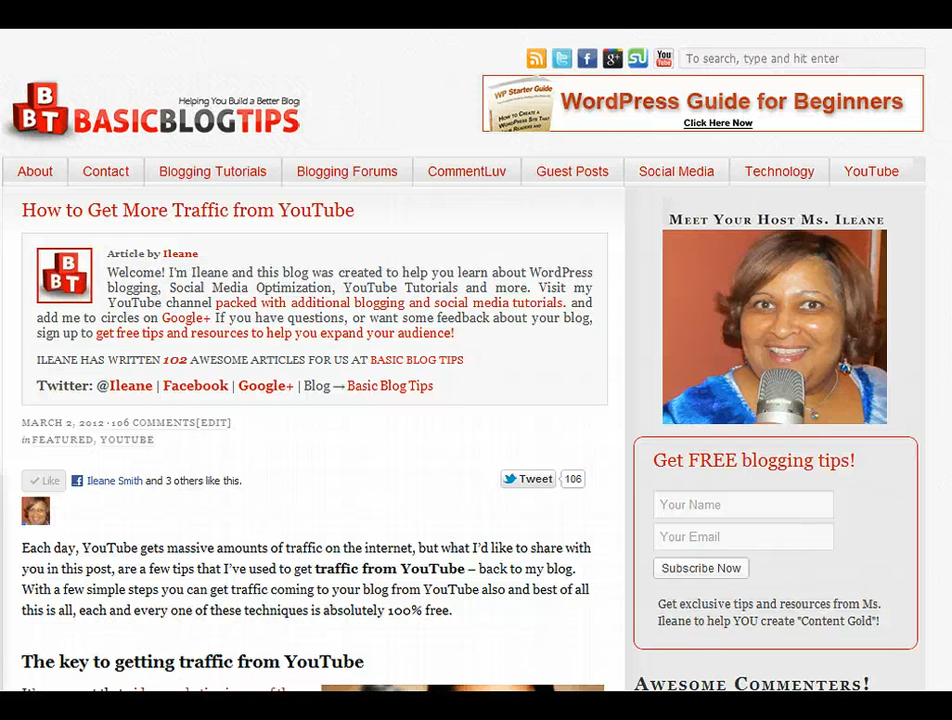 To search, type and hit enter
Helping You Build a Better Blog
BBT BASICBLOGTIPS
WP Starter Guide
WordPress Guide for Beginners
Click Here Now
About Contact Blogging Tutorials Blogging Forums CommentLuv Guest Posts Social Media Technology YouTube
How to Get More Traffic from YouTube
Article by Ileane
Welcome! I'm Ileane and this blog was created to help you learn about WordPress
blogging, Social Media Optimization, YouTube Tutorials and more. Visit my
YouTube channel packed with additional blogging and social media tutorials. and
add me to circles on Google+ If you have questions, or want some feedback about your blog,
sign up to get free tips and resources to help you expand your audience!
ILEANE HAS WRITTEN 102 AWESOME ARTICLES FOR US AT BASIC BLOG TIPS
Twitter: @Ileane | Facebook | Google+ | Blog → Basic Blog Tips
MARCH 2, 2012 · 106 COMMENTS[EDIT]
in FEATURED, YOUTUBE
Like Ileane Smith and 3 others like this.
Tweet 106
Each day, YouTube gets massive amounts of traffic on the internet, but what I'd like to share with
you in this post, are a few tips that I've used to get traffic from YouTube – back to my blog.
With a few simple steps you can get traffic coming to your blog from YouTube also and best of all
this is all, each and every one of these techniques is absolutely 100% free.
The key to getting traffic from YouTube
MEET YOUR HOST MS. ILEANE
Get FREE blogging tips!
Your Name
Your Email
Subscribe Now
Get exclusive tips and resources from Ms.
Ileane to help YOU create "Content Gold"!
AWESOME COMMENTERS!